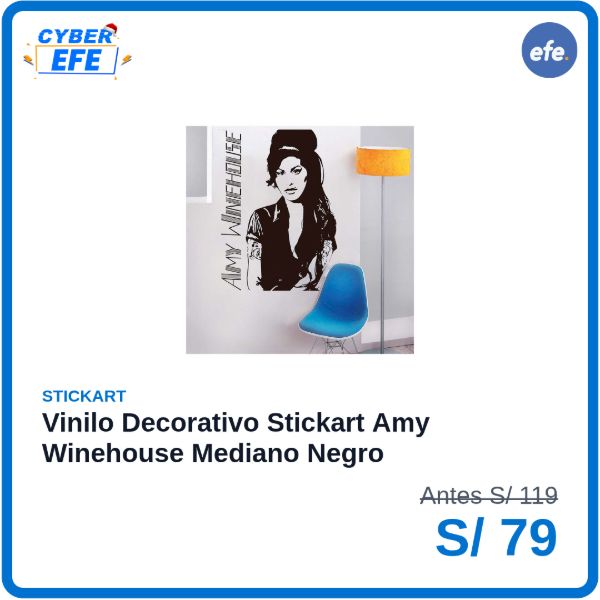 CYBER
EFE
efe.
AMY WINEHOUSE
STICKART
Vinilo Decorativo Stickart Amy
Winehouse Mediano Negro
Antes S/ 119
S/ 79